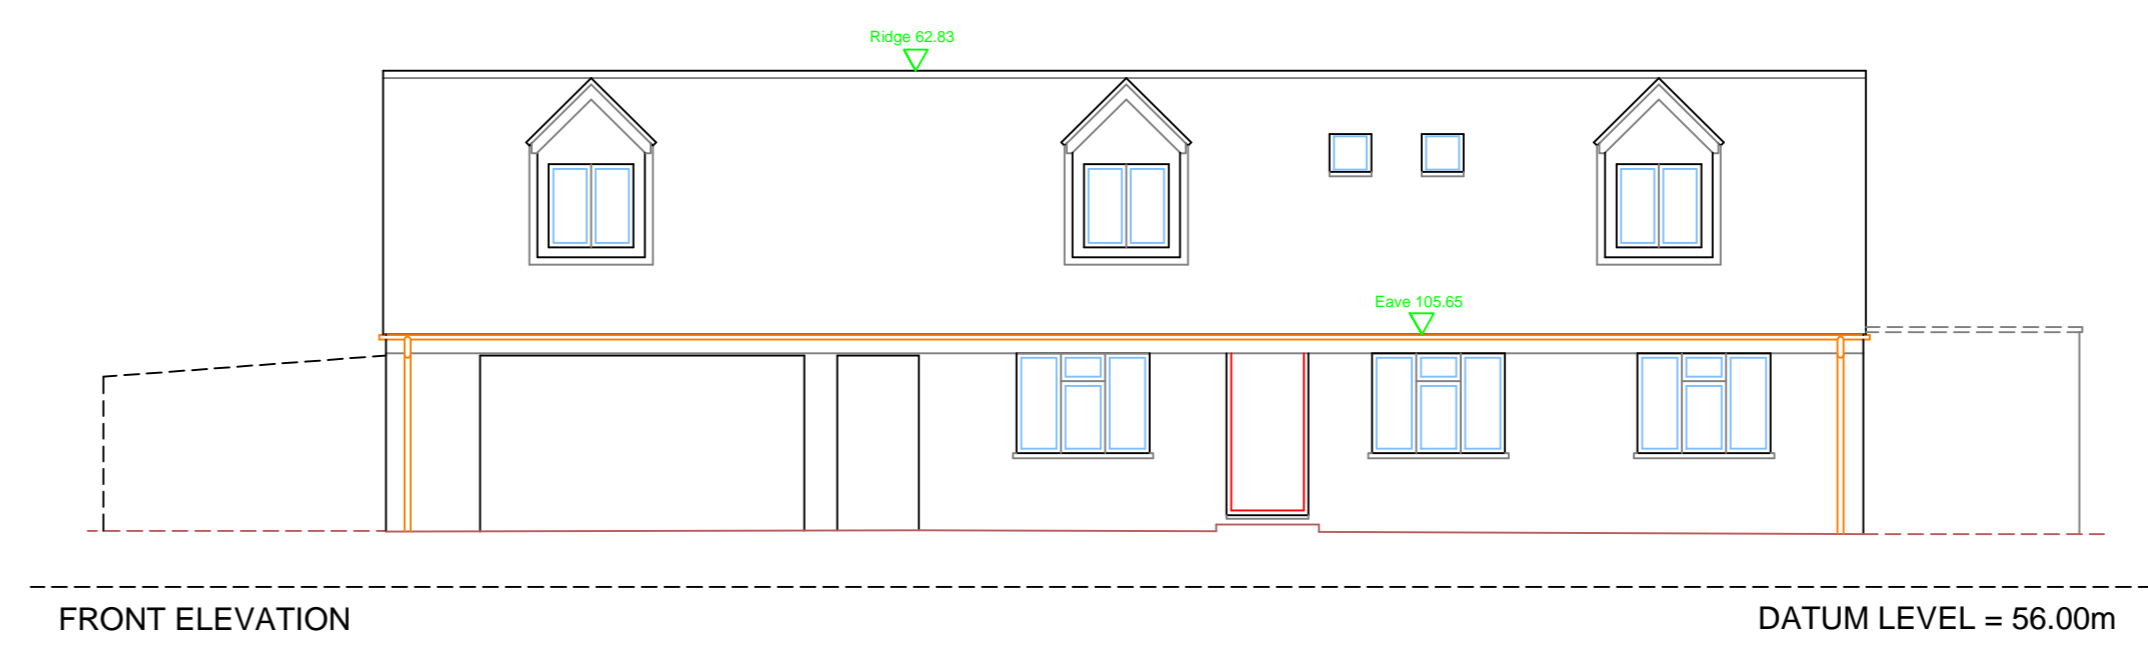 Ridge 62.83
Eave 105.65
FRONT ELEVATION
DATUM LEVEL = 56.00m